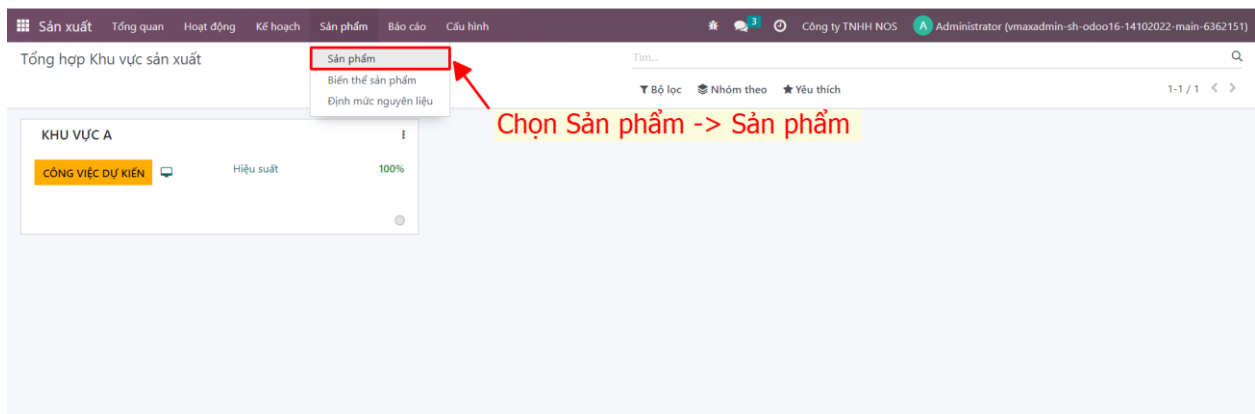 Sản xuất Tổng quan Hoạt động Kế hoạch Sản phẩm Báo cáo Cấu hình 3 Công ty TNHH NOS A Administrator (vmaxadmin-sh-odoo16-14102022-main-6362151)
Tổng hợp Khu vực sản xuất
Sản phẩm
Biến thể sản phẩm
Định mức nguyên liệu
Tìm...
Bộ lọc Nhóm theo Yêu thích 1-1 / 1
Chọn Sản phẩm -> Sản phẩm
KHU VỰC A
CÔNG VIỆC DỰ KIẾN Hiệu suất 100%